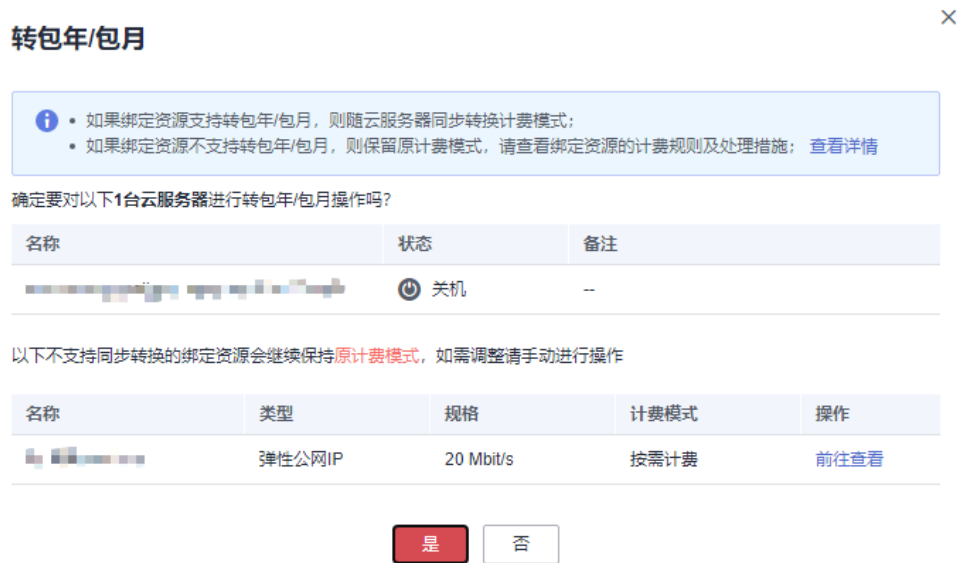 转包年/包月
如果绑定资源支持转包年/包月，则随云服务器同步转换计费模式；
如果绑定资源不支持转包年/包月，则保留原计费模式，请查看绑定资源的计费规则及处理措施； 查看详情
确定要对以下1台云服务器进行转包年/包月操作吗？
名称 状态 备注
关机 --
以下不支持同步转换的绑定资源会继续保持原计费模式，如需调整请手动进行操作
名称 类型 规格 计费模式 操作
弹性公网IP 20 Mbit/s 按需计费 前往查看
是 否